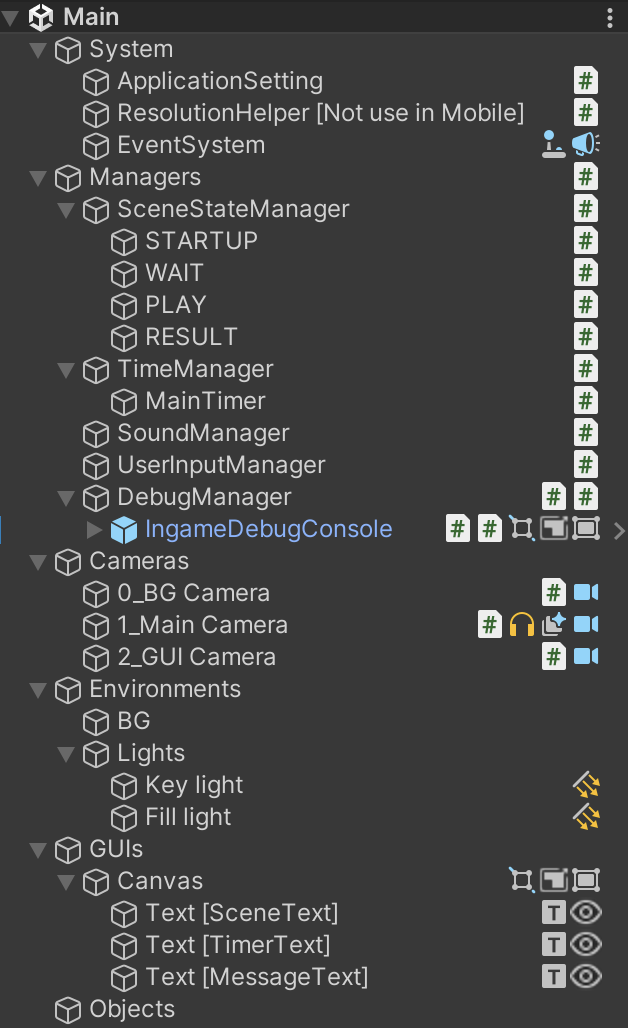 Main
System
ApplicationSetting
ResolutionHelper [Not use in Mobile]
EventSystem
Managers
SceneStateManager
STARTUP
WAIT
PLAY
RESULT
TimeManager
MainTimer
SoundManager
UserInputManager
DebugManager
IngameDebugConsole
Cameras
0_BG Camera
1_Main Camera
2_GUI Camera
Environments
BG
Lights
Key light
Fill light
GUIs
Canvas
Text [SceneText]
Text [TimerText]
Text [MessageText]
Objects